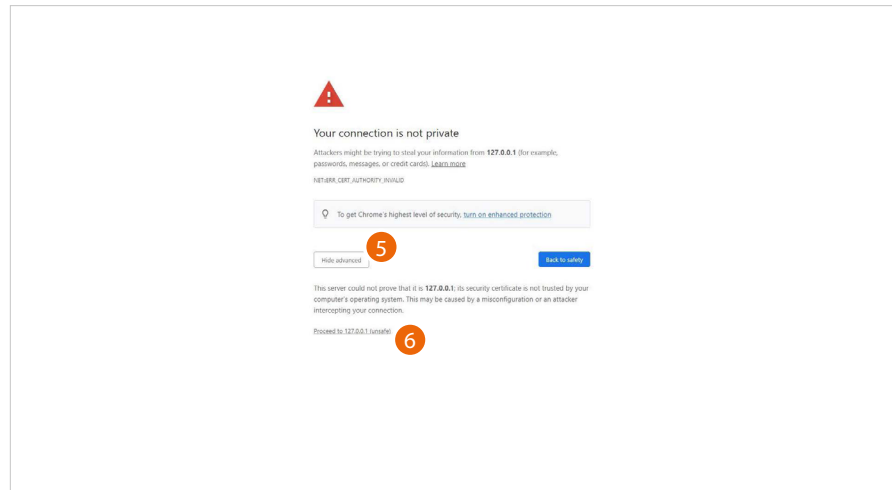 Your connection is not private
Attackers might be trying to steal your information from 127.0.0.1 (for example,
passwords, messages, or credit cards). Learn more
NET::ERR_CERT_AUTHORITY_INVALID
To get Chrome's highest level of security, turn on enhanced protection
5
Hide advanced
Back to safety
This server could not prove that it is 127.0.0.1; its security certificate is not trusted by your
computer's operating system. This may be caused by a misconfiguration or an attacker
intercepting your connection.
Proceed to 127.0.0.1 (unsafe)
6